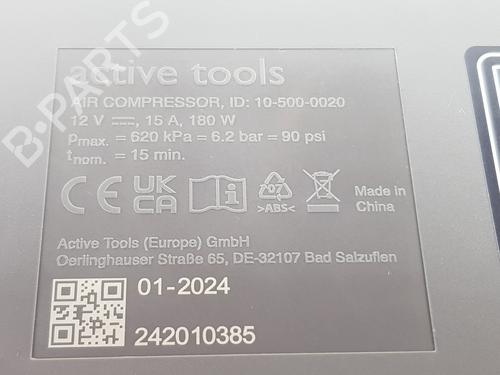 active tools
AIR COMPRESSOR, ID: 10-500-0020
12 V ⎓, 15 A, 180 W
pmax. = 620 kPa = 6.2 bar = 90 psi
tnom. = 15 min.
CE UK CA 07 >ABS< Made in China
Active Tools (Europe) GmbH
Oerlinghauser Straße 65, DE-32107 Bad Salzuflen
01-2024
242010385
B-PARTS